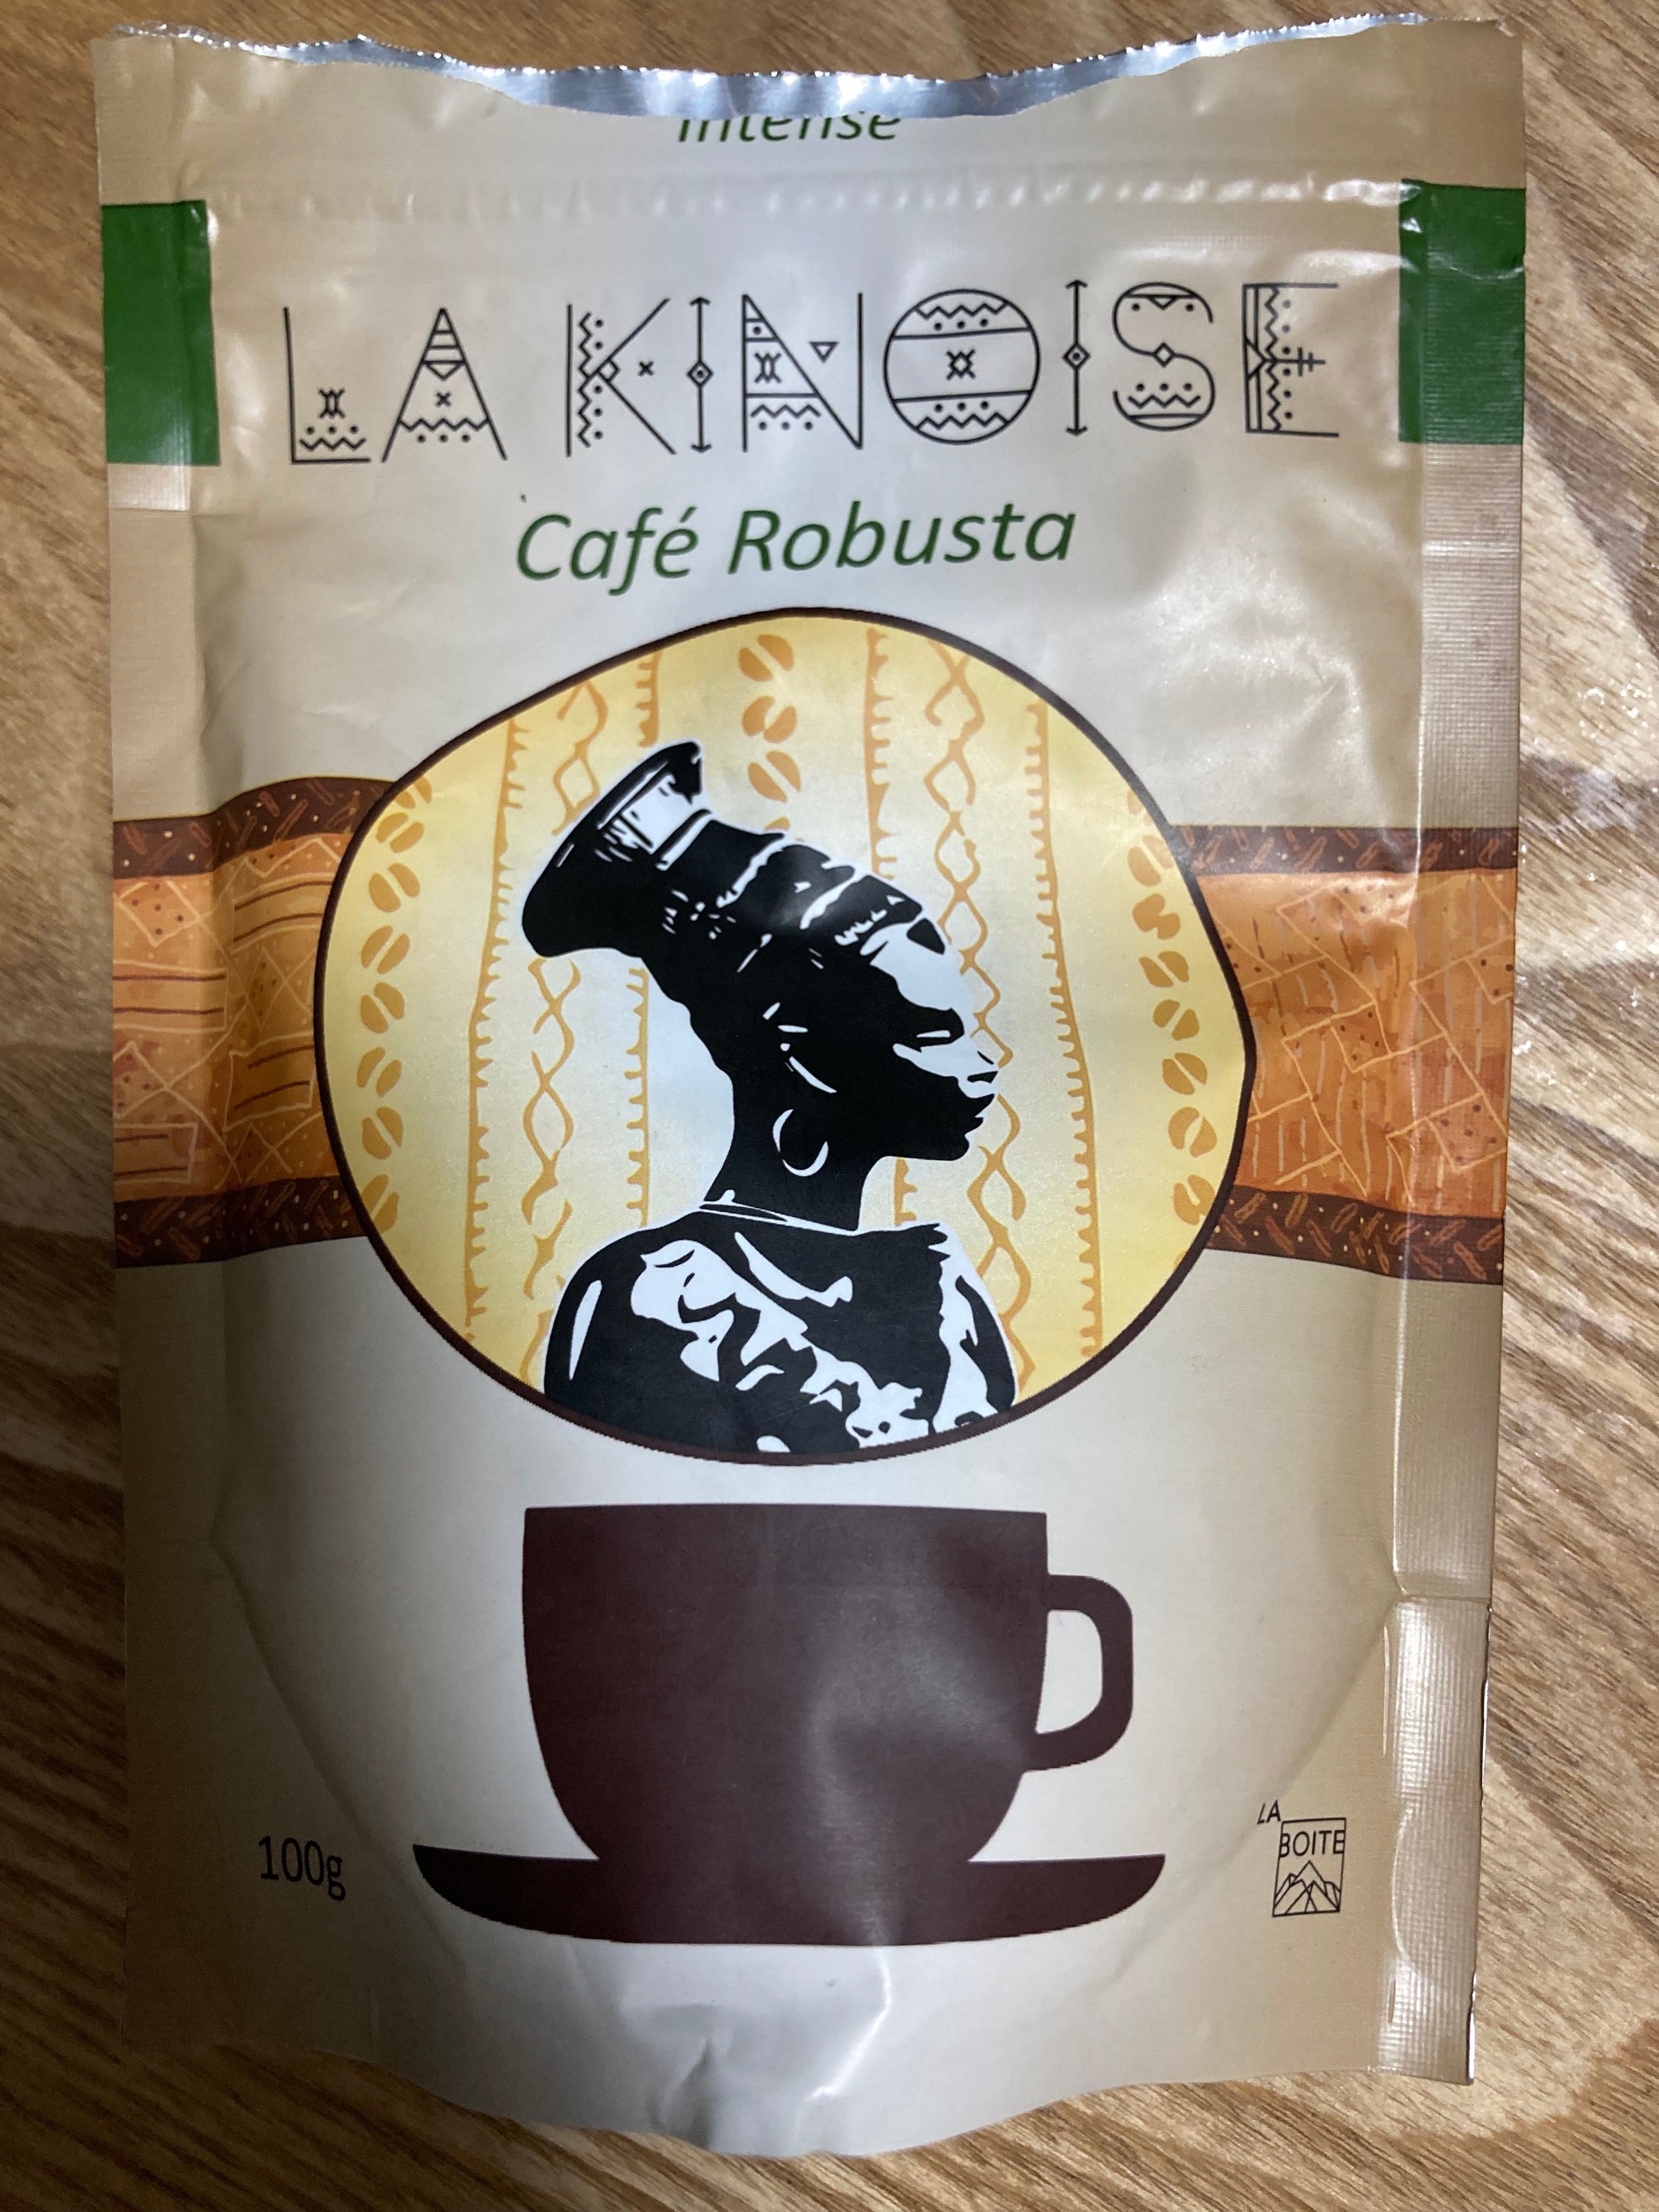 Intense
LA KINOISE
Café Robusta
100g
LA
BOITE